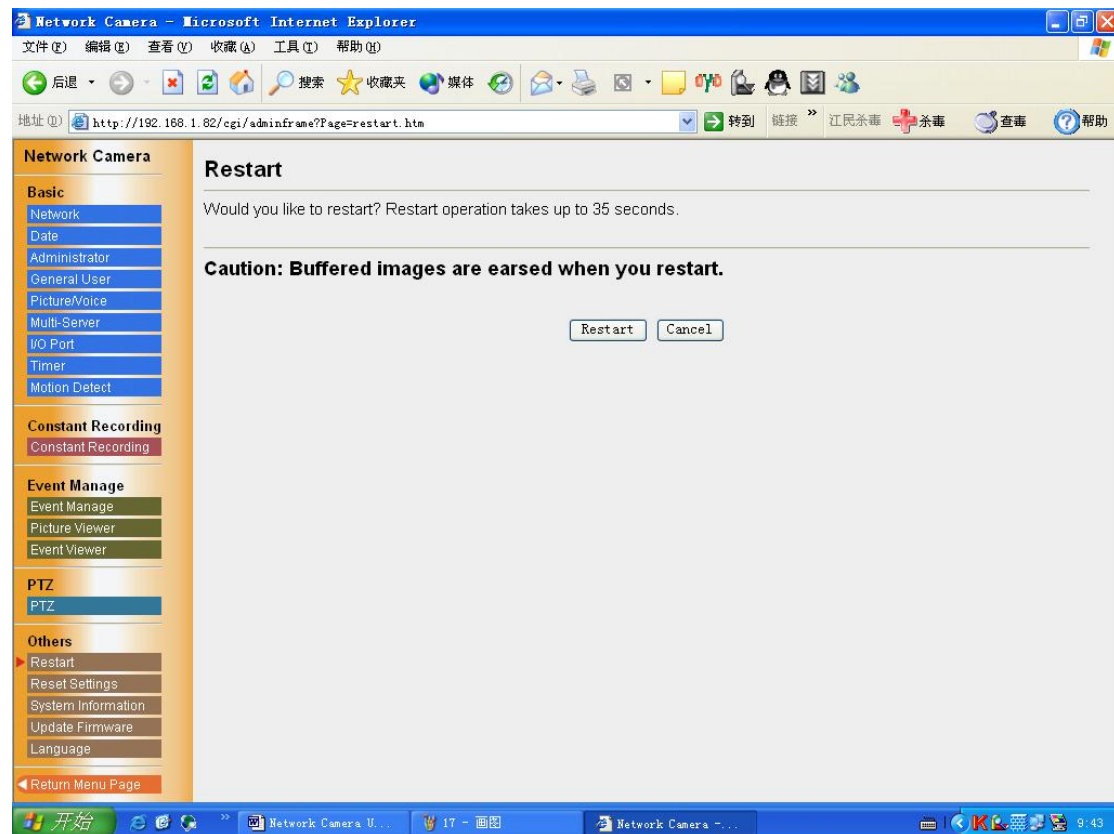 Network Camera - Microsoft Internet Explorer
文件(F) 编辑(E) 查看(V) 收藏(A) 工具(T) 帮助(H)
后退 搜索 收藏夹 媒体
地址(D) http://192.168.1.82/cgi/adminframe?Page=restart.htm 转到 链接 » 江民杀毒 杀毒 查毒 帮助
Network Camera
Basic
Network
Date
Administrator
General User
Picture/Voice
Multi-Server
I/O Port
Timer
Motion Detect
Constant Recording
Constant Recording
Event Manage
Event Manage
Picture Viewer
Event Viewer
PTZ
PTZ
Others
Restart
Reset Settings
System Information
Update Firmware
Language
Return Menu Page
Restart
Would you like to restart? Restart operation takes up to 35 seconds.
Caution: Buffered images are earsed when you restart.
Restart Cancel
开始 » Network Camera U... 17 - 画图 Network Camera -... 9:43